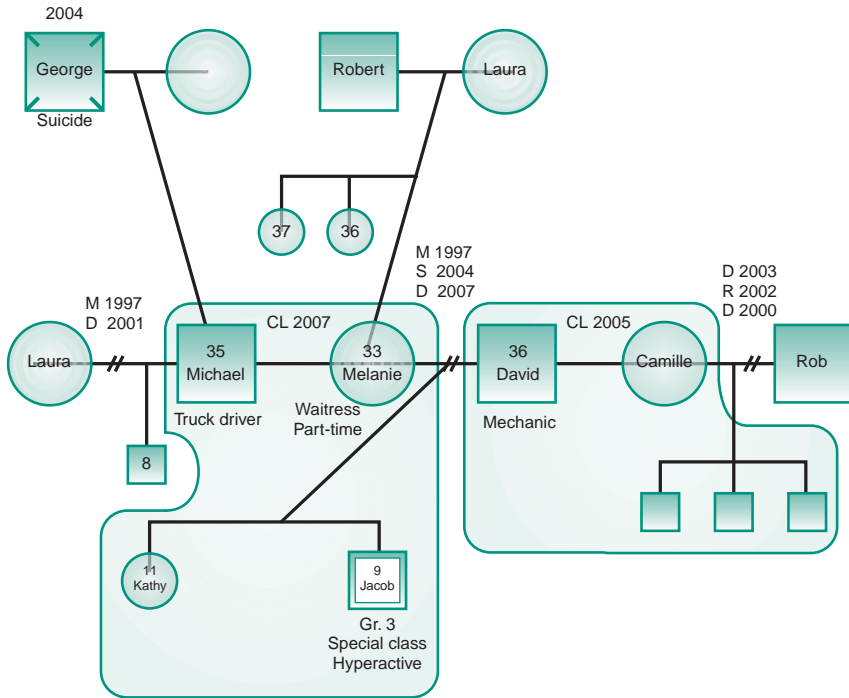 2004
George
Suicide
Robert
Laura
37
36
M 1997
S 2004
D 2007
M 1997
D 2001
CL 2007
CL 2005
D 2003
R 2002
D 2000
Laura
35
Michael
33
Melanie
36
David
Camille
Rob
Truck driver
Waitress
Part-time
Mechanic
8
11
Kathy
9
Jacob
Gr. 3
Special class
Hyperactive